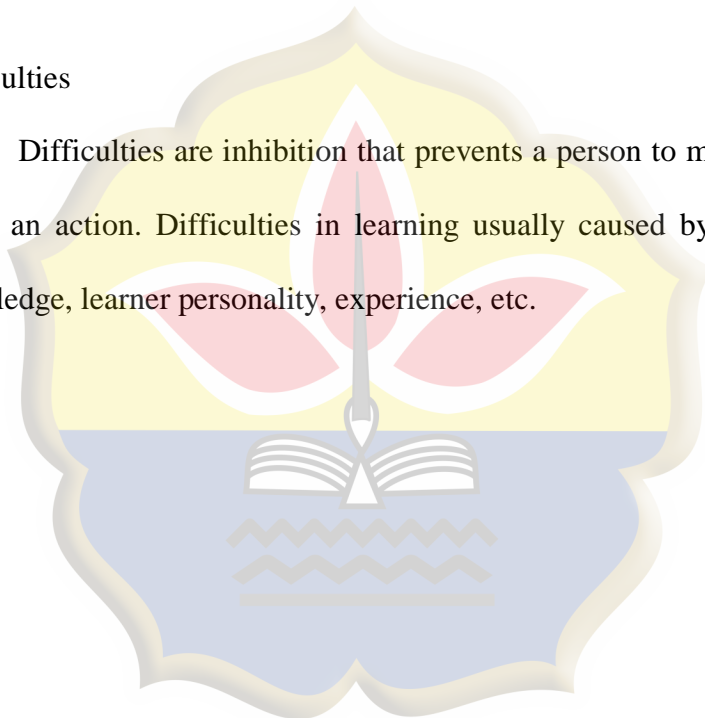 ulties
Difficulties are inhibition that prevents a person to m
an action. Difficulties in learning usually caused by
ledge, learner personality, experience, etc.